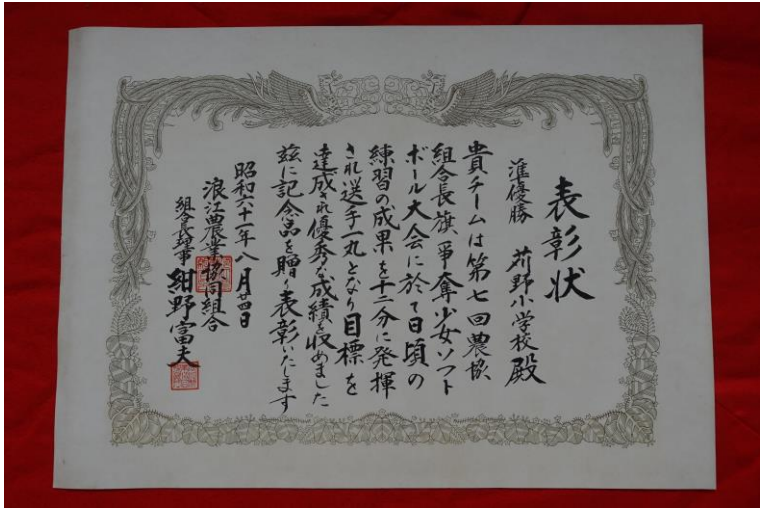 表彰状
準優勝 苅野小学校殿
貴チームは第七回農協
組合長旗争奪少女ソフト
ボール大会に於て日頃の
練習の成果を十二分に発揮
され選手一丸となり目標を
達成され優秀な成績を収めました
茲に記念品を贈り表彰いたします
昭和六十一年八月廿四日
浪江農業協同組合
組合長理事 紺野富夫